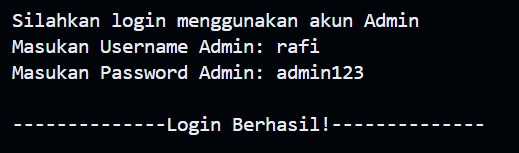 Silahkan login menggunakan akun Admin
Masukan Username Admin: rafi
Masukan Password Admin: admin123
--------------Login Berhasil!--------------